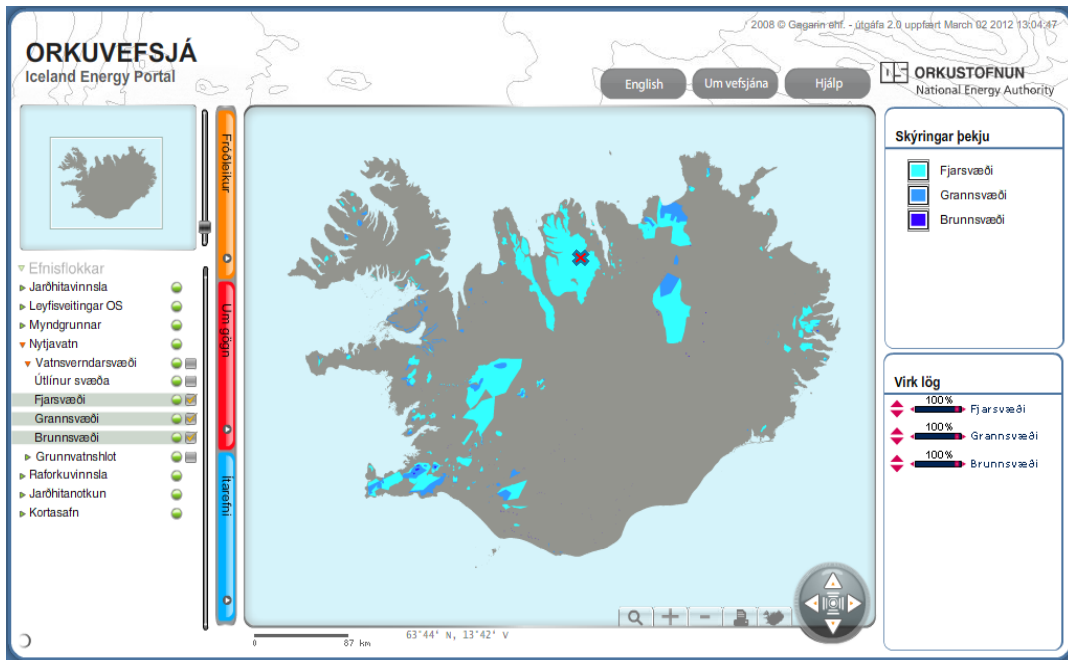 2008 © Gagarin ehf. - útgáfa 2.0 uppfært March 02 2012 13:04:47
ORKUVEFSJÁ
Iceland Energy Portal
English
Um vefsjána
Hjálp
ORKUSTOFNUN
National Energy Authority
Fróðleikur
Um gögn
Ítarefni
Efnisflokkar
Jarðhitavinnsla
Leyfisveitingar OS
Myndgrunnar
Nytjavatn
Vatnsverndarsvæði
Útlínur svæða
Fjarsvæði
Grannsvæði
Brunnsvæði
Grunnvatnshlot
Raforkuvinnsla
Jarðhitanotkun
Kortasafn
Skýringar þekju
Fjarsvæði
Grannsvæði
Brunnsvæði
Virk lög
100%
Fjarsvæði
100%
Grannsvæði
100%
Brunnsvæði
0 87 km
63°44' N, 13°42' V